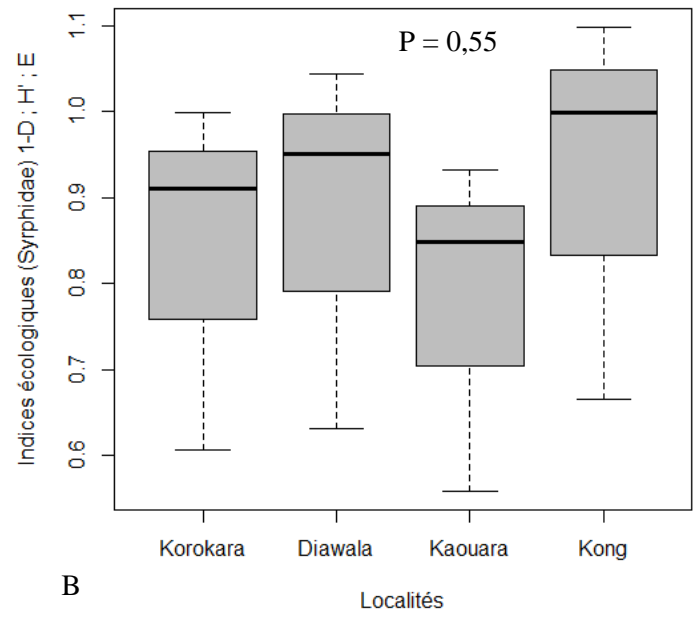 P = 0,55
Indices écologiques (Syrphidae) 1-D ; H' ; E
1.1
1.0
0.9
0.8
0.7
0.6
Korokara Diawala Kaouara Kong
B
Localités